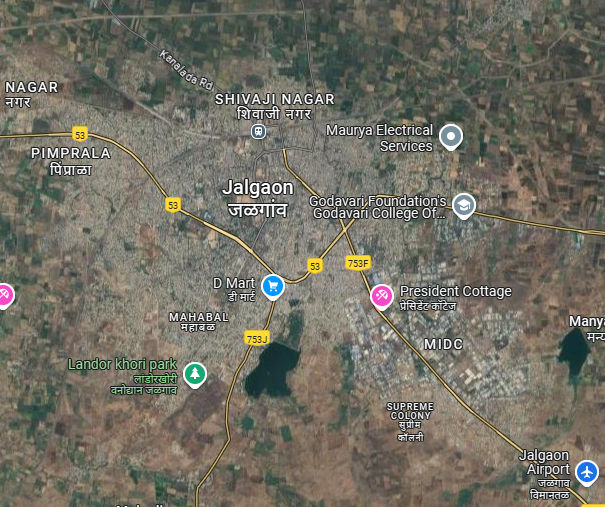 Kanalada Rd
NAGAR
नगर
SHIVAJI NAGAR
शिवाजी नगर
Maurya Electrical
Services
53
PIMPRALA
पिंप्राळा
Jalgaon
जळगांव
53
Godavari Foundation's
Godavari College Of...
53
753F
D Mart
डी मार्ट
President Cottage
प्रेसिडेंट कॉटेज
MAHABAL
महाबळ
753J
MIDC
Landor khori park
लांडोरखोरी
वनोद्यान जळगाव
SUPREME
COLONY
सुप्रीम
कॉलनी
Jalgaon
Airport
जळगाव
विमानतळ